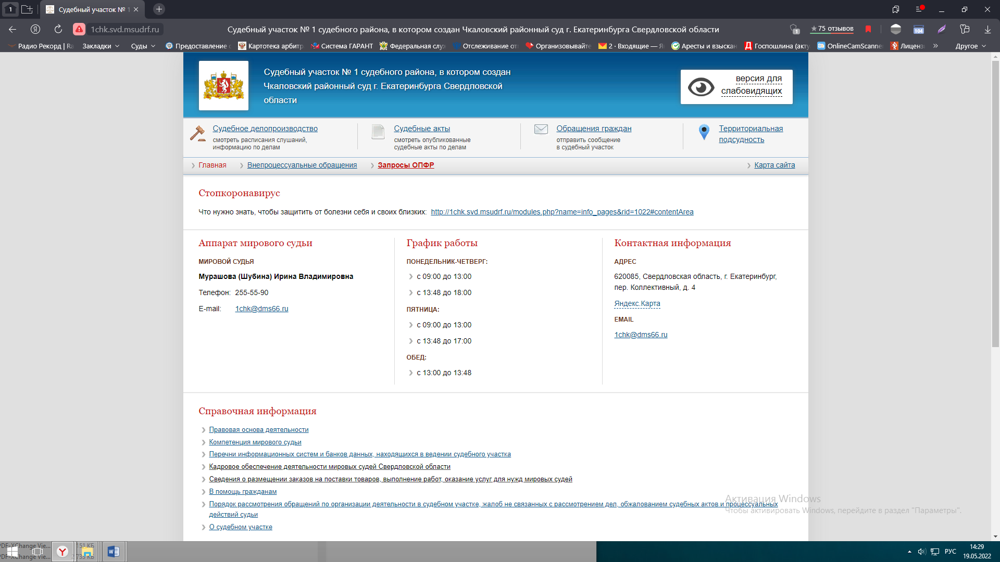 1
Судебный участок № 1
1chk.svd.msudrf.ru
Судебный участок № 1 судебного района, в котором создан Чкаловский районный суд г. Екатеринбурга Свердловской области
1
★75 отзывов
104
Радио Рекорд | Ra
Закладки
Суды
Предоставление
Картотека арбитр
Система ГАРАНТ
Федеральная слу
Отслеживание от
Организовывайте
2 · Входящие — Я
Аресты и взыскан
Госпошлина (акту
OnlineCamScanne
Лиценз
»
Другое
Судебный участок № 1 судебного района, в котором создан
Чкаловский районный суд г. Екатеринбурга Свердловской
области
версия для
слабовидящих
Судебное делопроизводство
смотреть расписания слушаний,
информацию по делам
Судебные акты
смотреть опубликованные
судебные акты по делам
Обращения граждан
отправить сообщение
в судебный участок
Территориальная
подсудность
Главная
Внепроцессуальные обращения
Запросы ОПФР
Карта сайта
Стопкоронавирус
Что нужно знать, чтобы защитить от болезни себя и своих близких: http://1chk.svd.msudrf.ru/modules.php?name=info_pages&rid=1022#contentArea
Аппарат мирового судьи
МИРОВОЙ СУДЬЯ
Мурашова (Шубина) Ирина Владимировна
Телефон: 255-55-90
E-mail: 1chk@dms66.ru
График работы
ПОНЕДЕЛЬНИК-ЧЕТВЕРГ:
с 09:00 до 13:00
с 13:48 до 18:00
ПЯТНИЦА:
с 09:00 до 13:00
с 13:48 до 17:00
ОБЕД:
с 13:00 до 13:48
Контактная информация
АДРЕС
620085, Свердловская область, г. Екатеринбург,
пер. Коллективный, д. 4
Яндекс.Карта
EMAIL
1chk@dms66.ru
Справочная информация
Правовая основа деятельности
Компетенция мирового судьи
Перечни информационных систем и банков данных, находящихся в ведении судебного участка
Кадровое обеспечение деятельности мировых судей Свердловской области
Сведения о размещении заказов на поставки товаров, выполнение работ, оказание услуг для нужд мировых судей
В помощь гражданам
Порядок рассмотрения обращений по организации деятельности в судебном участке, жалоб не связанных с рассмотрением дел, обжалованием судебных актов и процессуальных
действий судьи
О судебном участке
Активация Windows
Чтобы активировать Windows, перейдите в раздел "Параметры".
PDF-XChange Vie...
151 КБ
PDF-XChange Vie...
2 733 КБ
РУС
14:29
19.05.2022